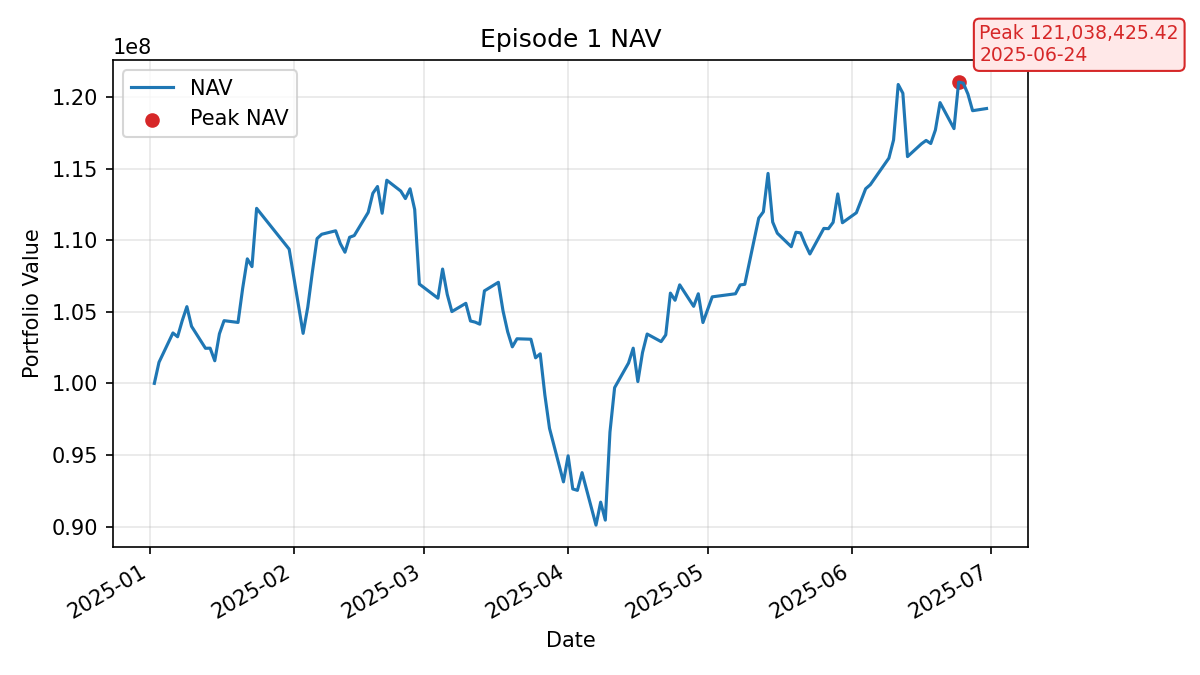 Episode 1 NAV
Peak 121,038,425.42
2025-06-24
1e8
NAV
Peak NAV
1.20
1.15
1.10
1.05
1.00
0.95
0.90
Portfolio Value
2025-01
2025-02
2025-03
2025-04
2025-05
2025-06
2025-07
Date